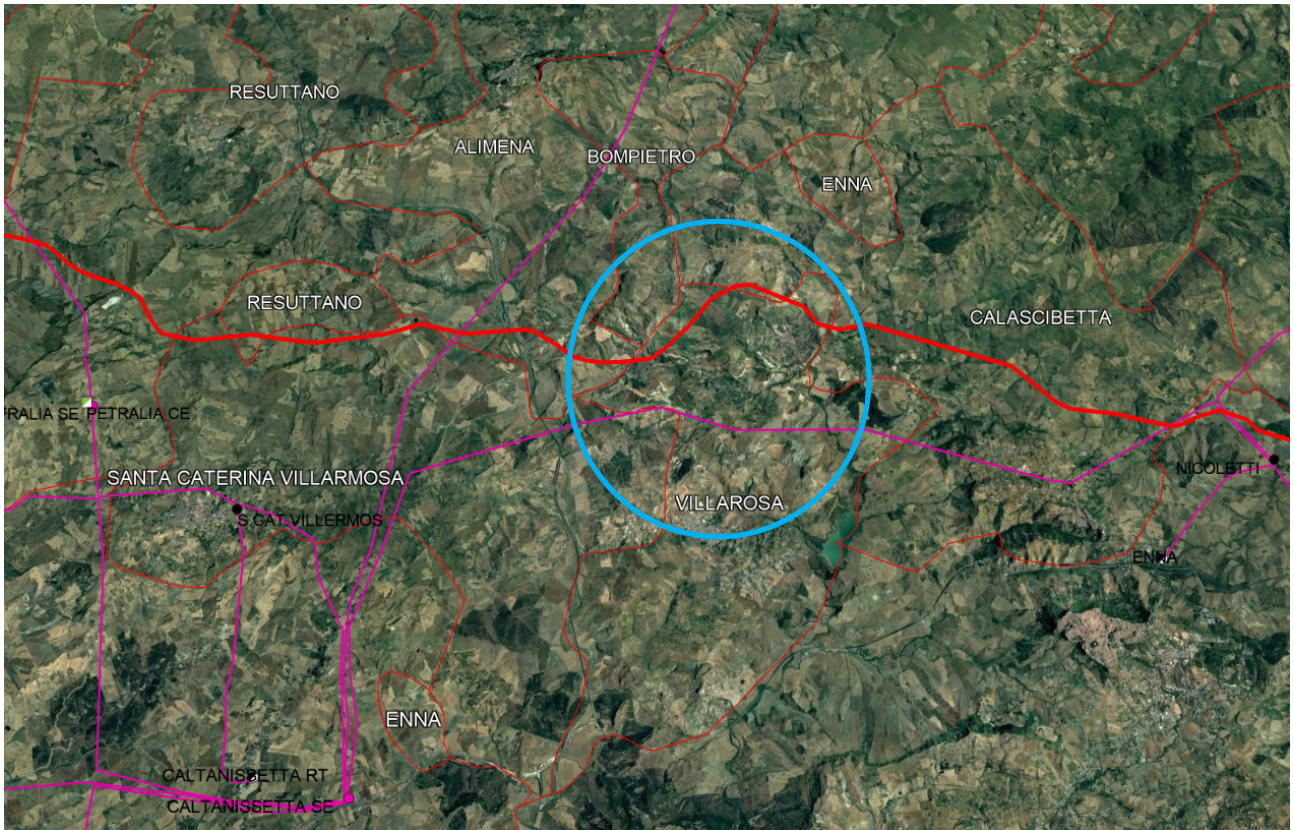 RESUTTANO
ALIMENA
BOMPIETRO
ENNA
RESUTTANO
CALASCIBETTA
TRALIA SE PETRALIA CE
SANTA CATERINA VILLARMOSA
NICOLETTI
VILLAROSA
S.CAT.VILLERMOS
ENNA
ENNA
CALTANISSETTA RT
CALTANISSETTA SE